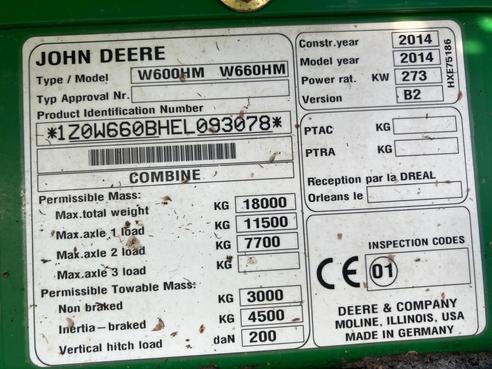 JOHN DEERE
Type / Model W600HM W660HM
Typ Approval Nr.
Product Identification Number
*1Z0W660BHEL093078*
COMBINE
Permissible Mass:
Max.total weight KG 18000
Max.axle 1 load KG 11500
Max.axle 2 load KG 7700
Max.axle 3 load KG
Permissible Towable Mass:
Non braked KG 3000
Inertia – braked KG 4500
Vertical hitch load daN 200
Constr.year 2014
Model year 2014
Power rat. KW 273
Version B2
HXE75186
PTAC KG
PTRA KG
Reception par la DREAL
Orleans le
INSPECTION CODES
CE 01
DEERE & COMPANY
MOLINE, ILLINOIS, USA
MADE IN GERMANY